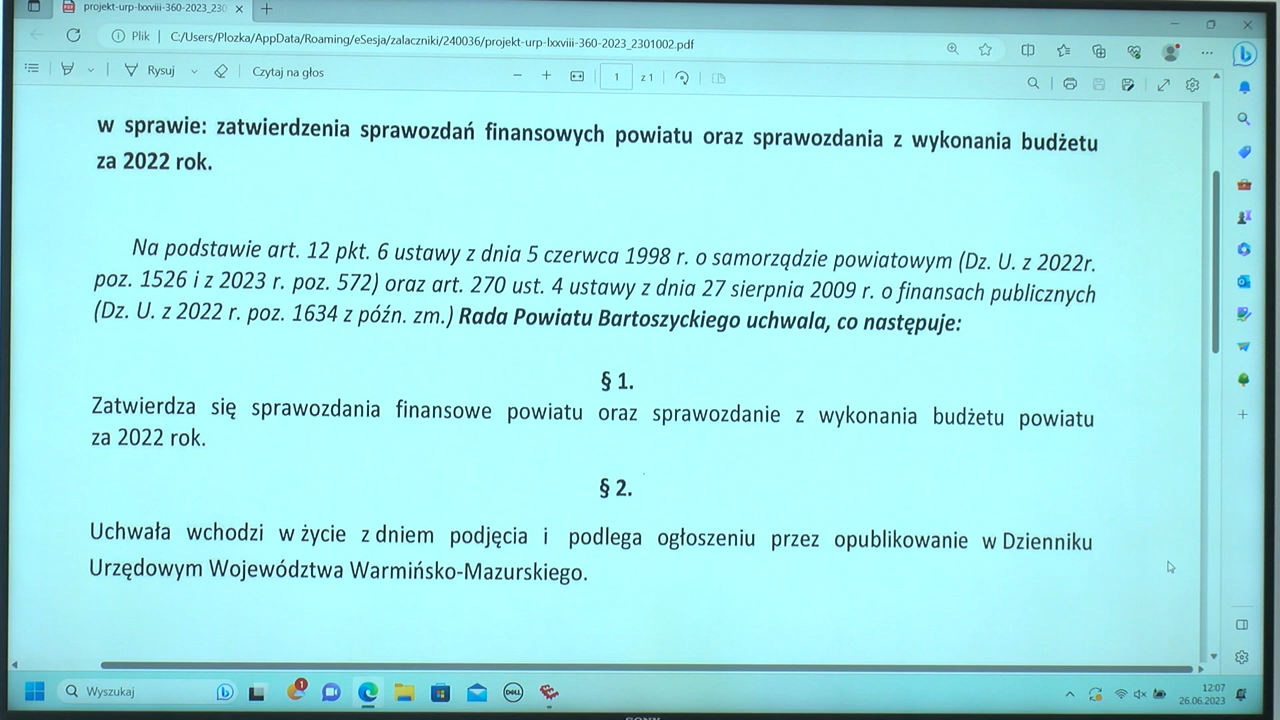 projekt-urp-lxxviii-360-2023_230
Plik | C:/Users/Plozka/AppData/Roaming/eSesja/zalaczniki/240036/projekt-urp-lxxviii-360-2023_2301002.pdf
Rysuj Czytaj na głos 1 z 1
w sprawie: zatwierdzenia sprawozdań finansowych powiatu oraz sprawozdania z wykonania budżetu
za 2022 rok.
Na podstawie art. 12 pkt. 6 ustawy z dnia 5 czerwca 1998 r. o samorządzie powiatowym (Dz. U. z 2022r.
poz. 1526 i z 2023 r. poz. 572) oraz art. 270 ust. 4 ustawy z dnia 27 sierpnia 2009 r. o finansach publicznych
(Dz. U. z 2022 r. poz. 1634 z późn. zm.) Rada Powiatu Bartoszyckiego uchwala, co następuje:
§ 1.
Zatwierdza się sprawozdania finansowe powiatu oraz sprawozdanie z wykonania budżetu powiatu
za 2022 rok.
§ 2.
Uchwała wchodzi w życie z dniem podjęcia i podlega ogłoszeniu przez opublikowanie w Dzienniku
Urzędowym Województwa Warmińsko-Mazurskiego.
Wyszukaj 1 DELL 12:07
26.06.2023
SONY